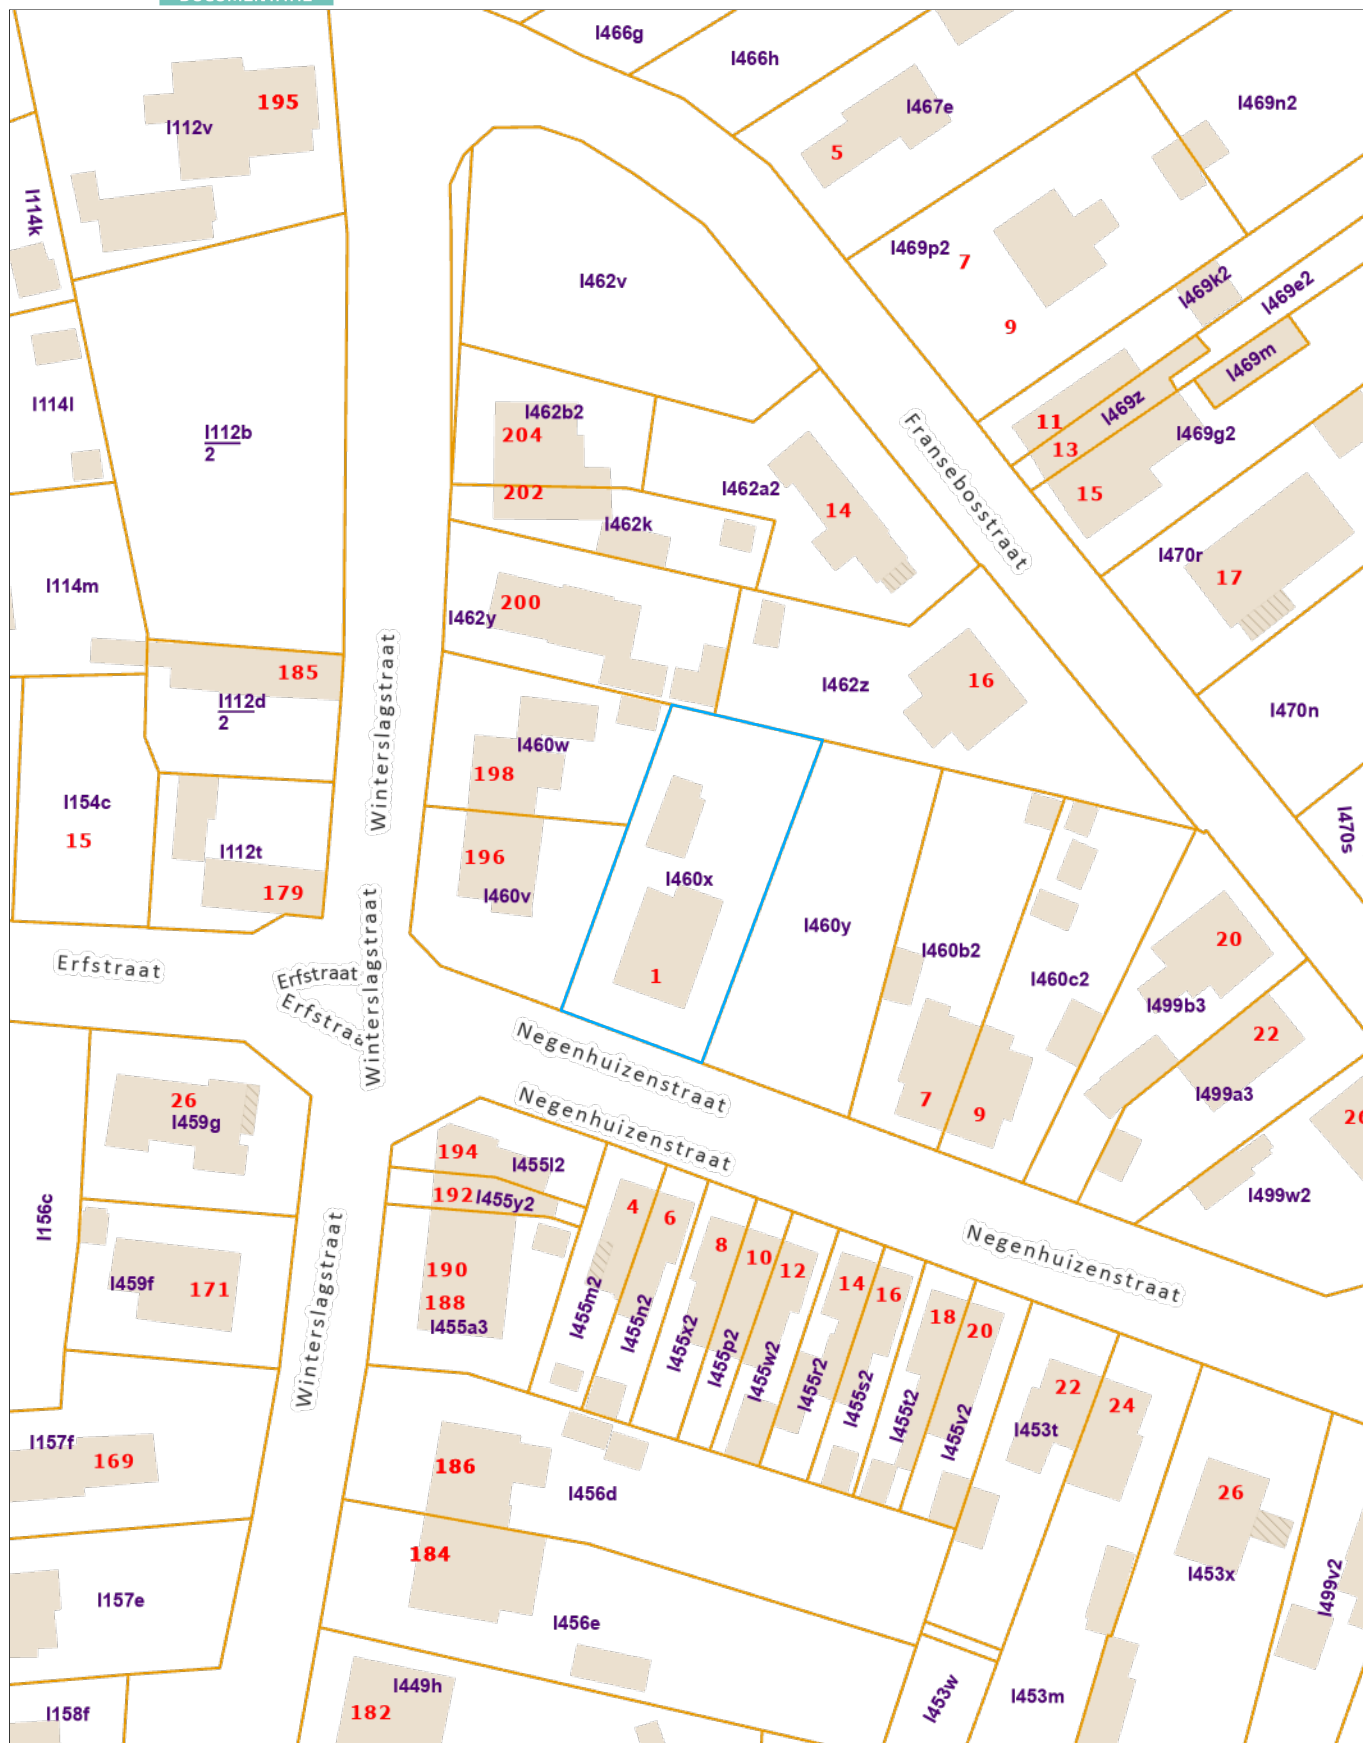 I466g
I466h
195
I467e
I469n2
I112v
5
I114k
I469p2
7
I462v
I469k2
I469e2
9
I469m
I114l
I462b2
I469z
11
I112b
2
204
13
I469g2
Fransebosstraat
202
I462a2
15
14
I462k
I470r
I114m
17
200
I462y
185
I462z
16
I112d
2
Winterslagstraat
I460w
I470n
198
I154c
15
I470s
I112t
196
I460x
179
I460v
I460y
20
I460b2
Erfstraat
Erfstraat
Winterslagstraat
1
I460c2
I499b3
Erfstraat
22
Negenhuizenstraat
26
I459g
7
9
I499a3
Negenhuizenstraat
194
I455l2
192
I455y2
I499w2
I156c
4
6
8
10
12
Negenhuizenstraat
190
171
I459f
14
16
188
I455a3
18
20
Winterslagstraat
I455m2
I455n2
I455x2
I455p2
I455w2
I455r2
I455s2
I455t2
I455v2
22
24
I453t
I157f
169
186
I456d
26
184
I453x
I499v2
I157e
I456e
I449h
I453w
I453m
I158f
182